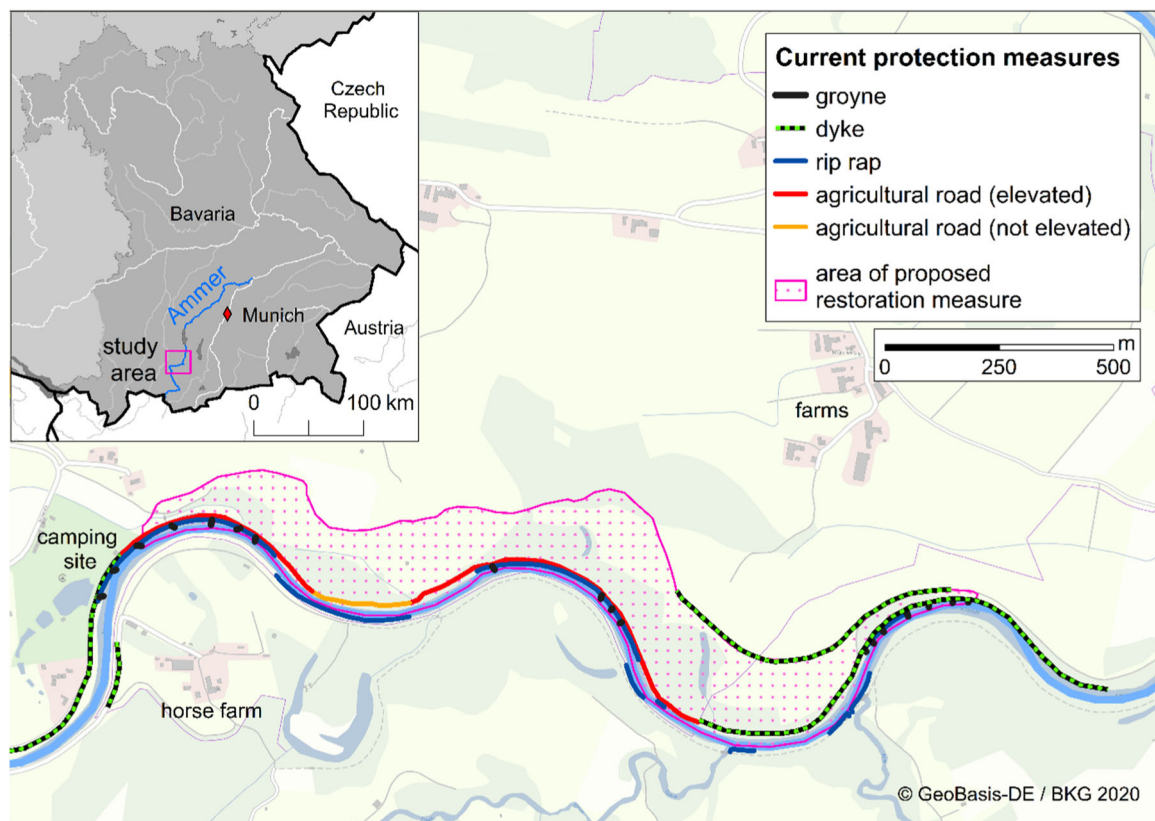 Czech
Republic
Bavaria
Ammer
Munich
study
area
Austria
0
100 km
Current protection measures
groyne
dyke
rip rap
agricultural road (elevated)
agricultural road (not elevated)
area of proposed
restoration measure
m
0
250
500
farms
camping
site
horse farm
© GeoBasis-DE / BKG 2020